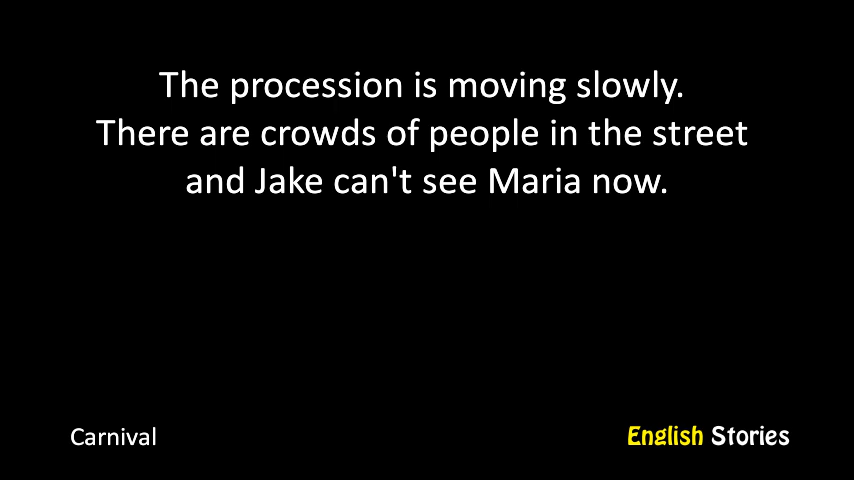 The procession is moving slowly.
There are crowds of people in the street
and Jake can't see Maria now.
Carnival
English Stories